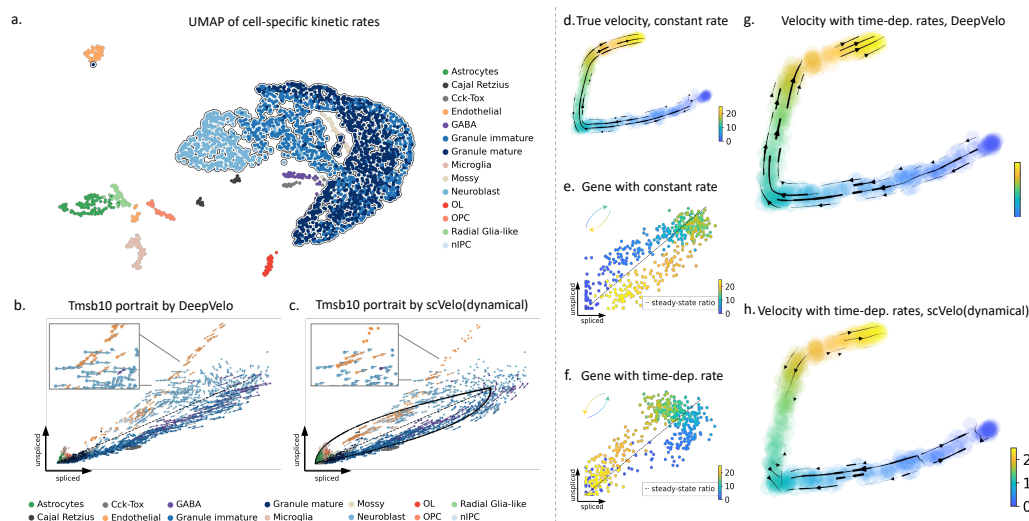 a.
UMAP of cell-specific kinetic rates
Astrocytes
Cajal Retzius
Cck-Tox
Endothelial
GABA
Granule immature
Granule mature
Microglia
Mossy
Neuroblast
OL
OPC
Radial Glia-like
nIPC
b.
Tmsb10 portrait by DeepVelo
unspliced
spliced
c.
Tmsb10 portrait by scVelo(dynamical)
unspliced
spliced
Astrocytes Cck-Tox GABA Granule mature Mossy OL Radial Glia-like
Cajal Retzius Endothelial Granule immature Microglia Neuroblast OPC nIPC
d. True velocity, constant rate
20
10
0
e. Gene with constant rate
unspliced
spliced
steady-state ratio
20
10
0
f. Gene with time-dep. rate
unspliced
spliced
steady-state ratio
20
10
0
g. Velocity with time-dep. rates, DeepVelo
h. Velocity with time-dep. rates, scVelo(dynamical)
2
1
0